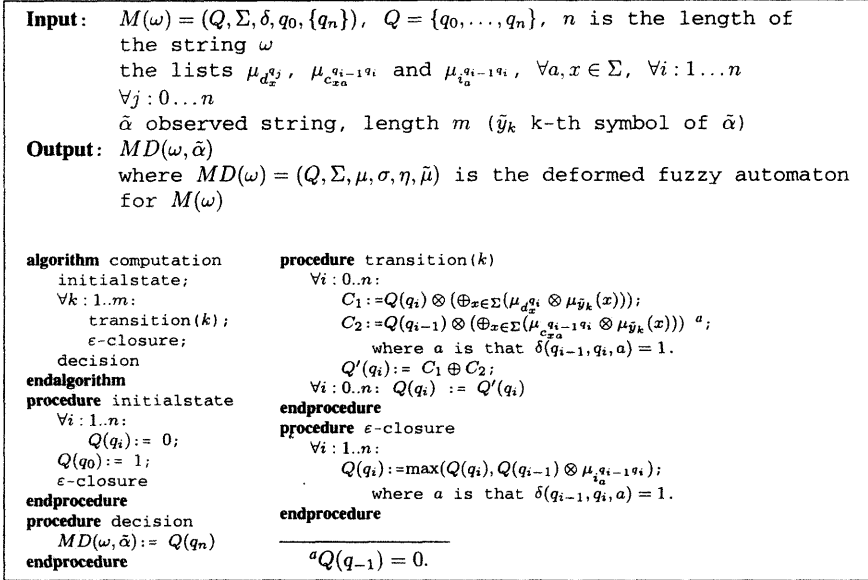 Input: M(ω) = (Q, Σ, δ, q₀, {qₙ}), Q = {q₀, ..., qₙ}, n is the length of
the string ω
the lists μ_{d_x^{q_j}}, μ_{c_{xa}^{q_{i-1}q_i}} and μ_{i_a^{q_{i-1}q_i}}, ∀a, x ∈ Σ, ∀i : 1...n
∀j : 0...n
α̃ observed string, length m (ỹ_k k-th symbol of α̃)
Output: MD(ω, α̃)
where MD(ω) = (Q, Σ, μ, σ, η, μ̃) is the deformed fuzzy automaton
for M(ω)
algorithm computation
initialstate;
∀k : 1..m:
transition(k);
ε-closure;
decision
endalgorithm
procedure initialstate
∀i : 1..n:
Q(q_i) := 0;
Q(q₀) := 1;
ε-closure
endprocedure
procedure decision
MD(ω, α̃) := Q(qₙ)
endprocedure
procedure transition(k)
∀i : 0..n:
C₁ := Q(q_i) ⊗ (⊕_{x∈Σ}(μ_{d_x^{q_i}} ⊗ μ_{ỹ_k}(x)));
C₂ := Q(q_{i-1}) ⊗ (⊕_{x∈Σ}(μ_{c_{xa}^{q_{i-1}q_i}} ⊗ μ_{ỹ_k}(x))) ᵃ;
where a is that δ(q_{i-1}, q_i, a) = 1.
Q'(q_i) := C₁ ⊕ C₂;
∀i : 0..n: Q(q_i) := Q'(q_i)
endprocedure
procedure ε-closure
∀i : 1..n:
Q(q_i) := max(Q(q_i), Q(q_{i-1}) ⊗ μ_{i_a^{q_{i-1}q_i}});
where a is that δ(q_{i-1}, q_i, a) = 1.
endprocedure
ᵃQ(q_{-1}) = 0.